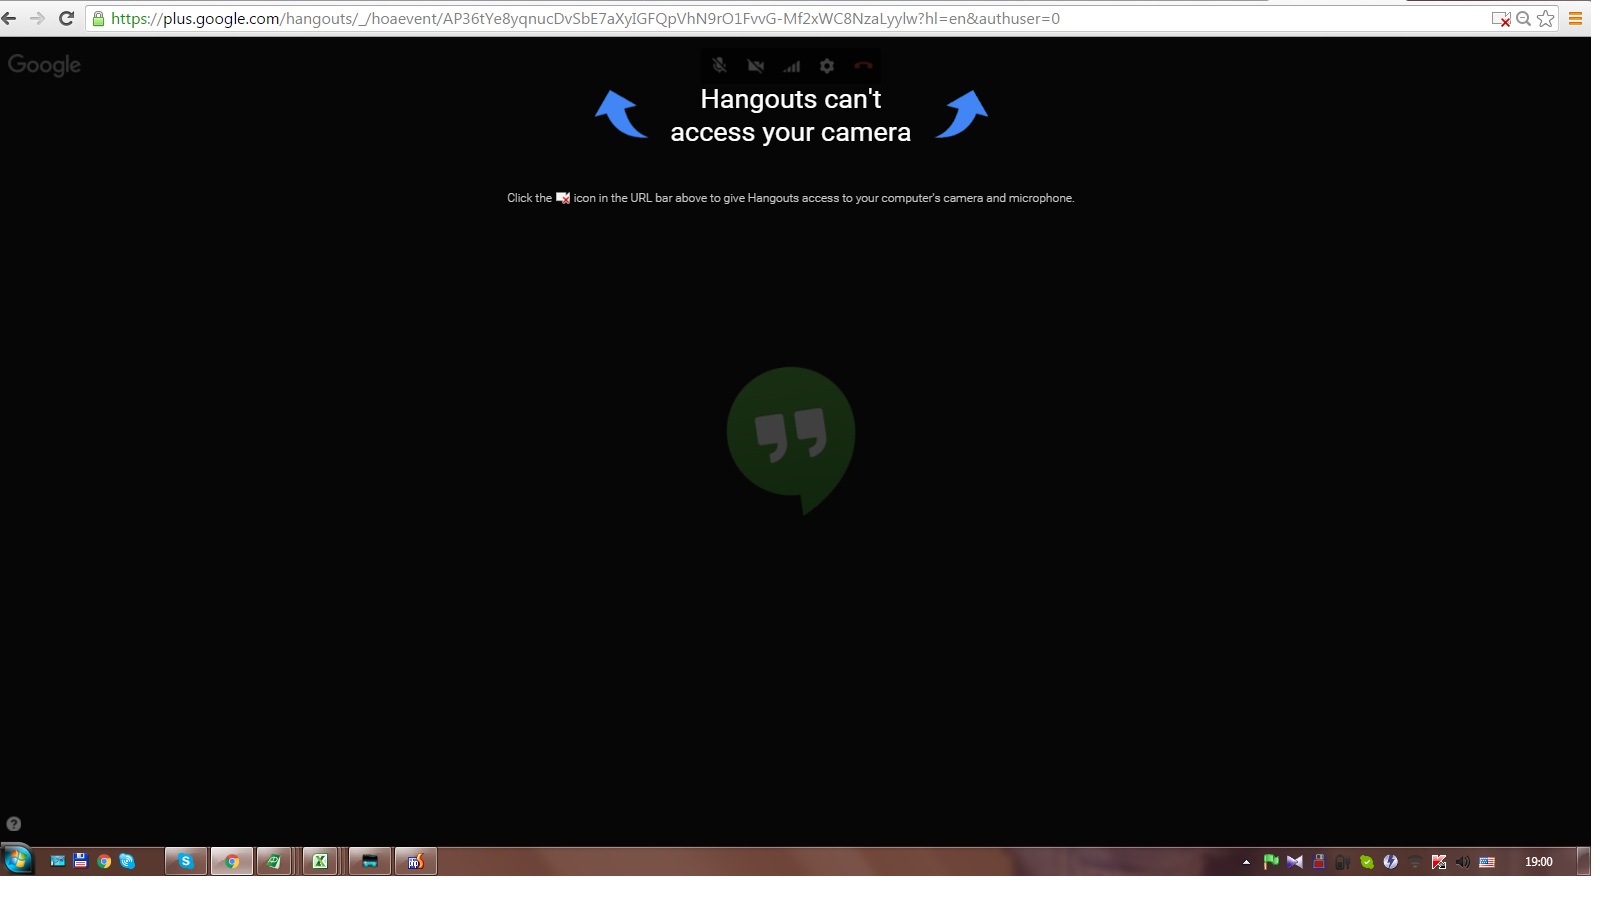 https://plus.google.com/hangouts/_/hoaevent/AP36tYe8yqnucDvSbE7aXyIGFQpVhN9rO1FvvG-Mf2xWC8NzaLyylw?hl=en&authuser=0
Google
Hangouts can't
access your camera
Click the icon in the URL bar above to give Hangouts access to your computer's camera and microphone.
?
S
php
19:00